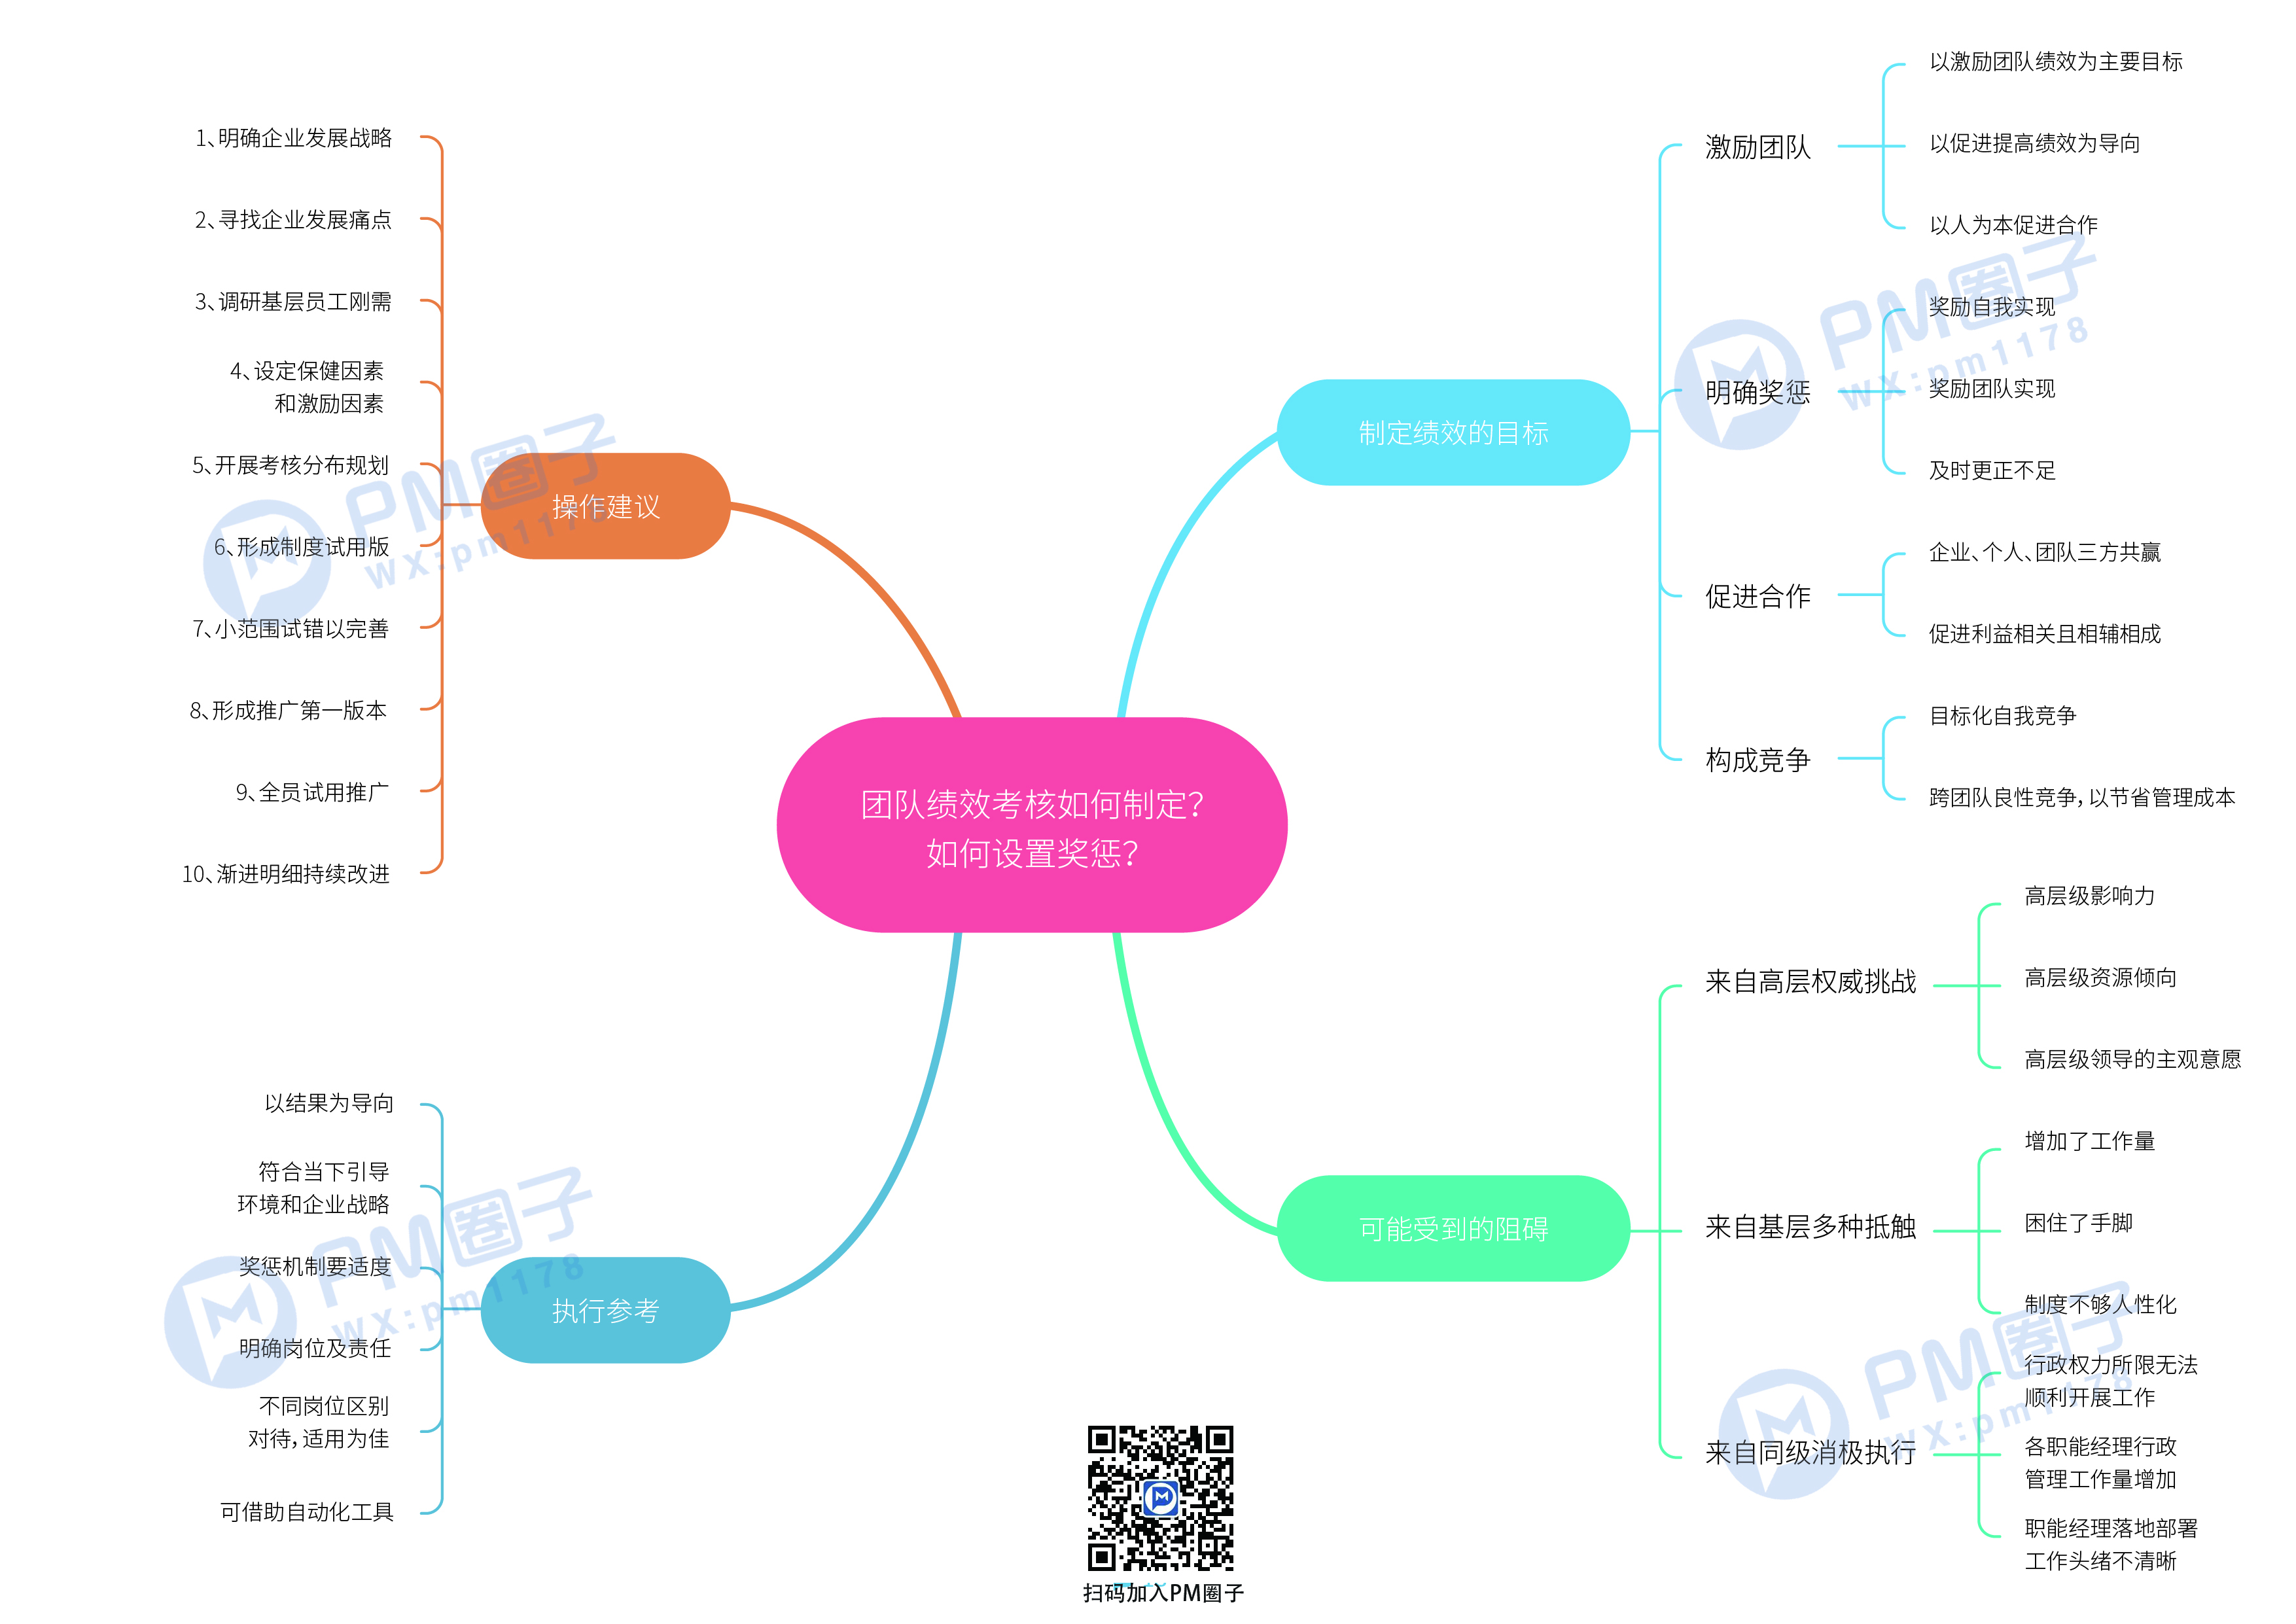 团队绩效考核如何制定？
如何设置奖惩？
操作建议
1、明确企业发展战略
2、寻找企业发展痛点
3、调研基层员工刚需
4、设定保健因素
和激励因素
5、开展考核分布规划
6、形成制度试用版
7、小范围试错以完善
8、形成推广第一版本
9、全员试用推广
10、渐进明细持续改进
执行参考
以结果为导向
符合当下引导
环境和企业战略
奖惩机制要适度
明确岗位及责任
不同岗位区别
对待，适用为佳
可借助自动化工具
制定绩效的目标
激励团队
以激励团队绩效为主要目标
以促进提高绩效为导向
以人为本促进合作
明确奖惩
奖励自我实现
奖励团队实现
及时更正不足
促进合作
企业、个人、团队三方共赢
促进利益相关且相辅相成
构成竞争
目标化自我竞争
跨团队良性竞争，以节省管理成本
可能受到的阻碍
来自高层权威挑战
高层级影响力
高层级资源倾向
高层级领导的主观意愿
来自基层多种抵触
增加了工作量
困住了手脚
制度不够人性化
来自同级消极执行
行政权力所限无法
顺利开展工作
各职能经理行政
管理工作量增加
职能经理落地部署
工作头绪不清晰
扫码加入PM圈子
PM圈子
wx:pm1178
PM圈子
wx:pm1178
PM圈子
wx:pm1178
PM圈子
wx:pm1178